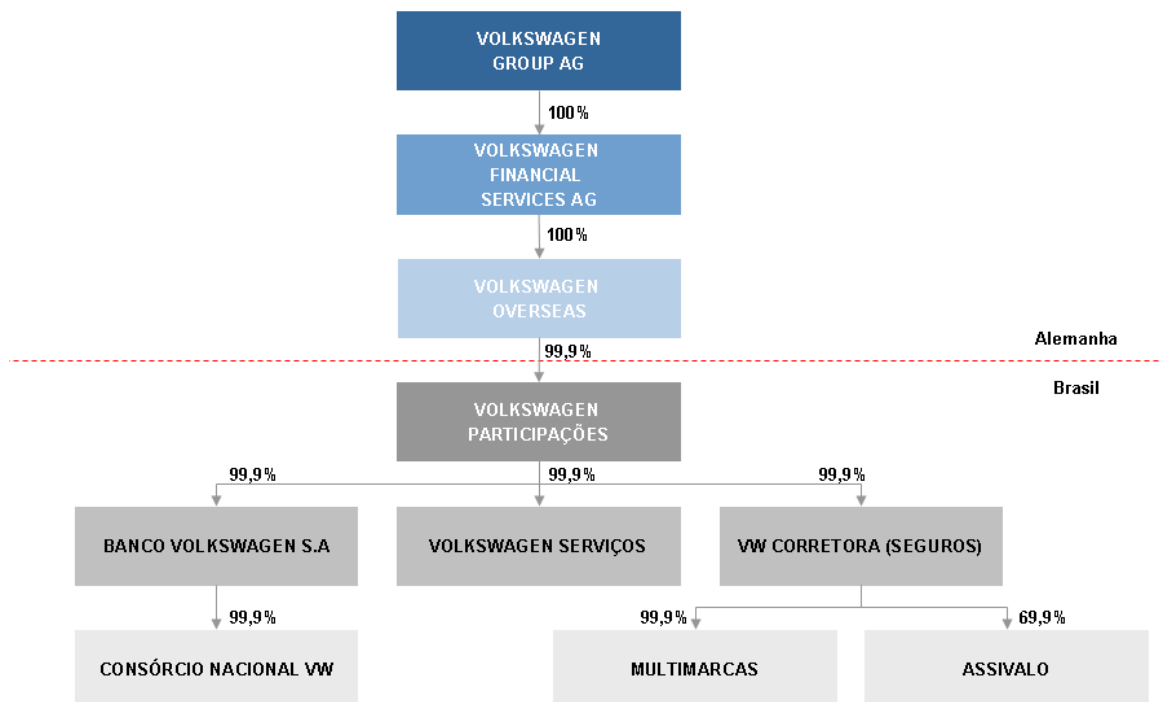 VOLKSWAGEN
GROUP AG
100%
VOLKSWAGEN
FINANCIAL
SERVICES AG
100%
VOLKSWAGEN
OVERSEAS
Alemanha
99,9%
Brasil
VOLKSWAGEN
PARTICIPAÇÕES
99,9% 99,9% 99,9%
BANCO VOLKSWAGEN S.A VOLKSWAGEN SERVIÇOS VW CORRETORA (SEGUROS)
99,9% 99,9% 69,9%
CONSÓRCIO NACIONAL VW MULTIMARCAS ASSIVALO